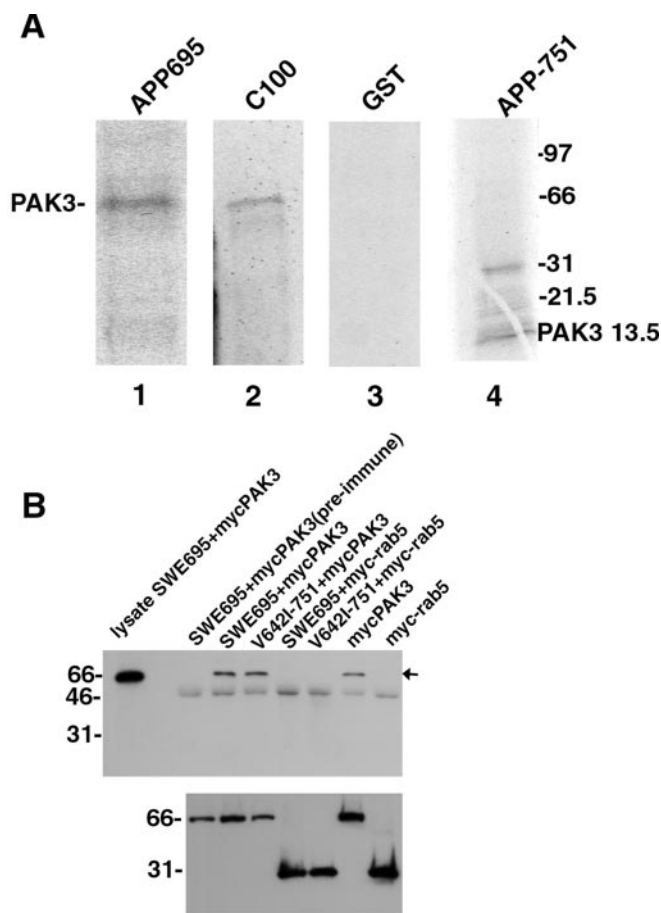 A
APP695
C100
GST
APP-751
PAK3-
-97
-66
-31
-21.5
PAK3 13.5
1
2
3
4
B
lysate SWE695+mycPAK3
SWE695+mycPAK3(pre-immune)
SWE695+mycPAK3
V642I-751+mycPAK3
SWE695+myc-rab5
V642I-751+myc-rab5
mycPAK3
myc-rab5
66-
46-
31-
66-
31-